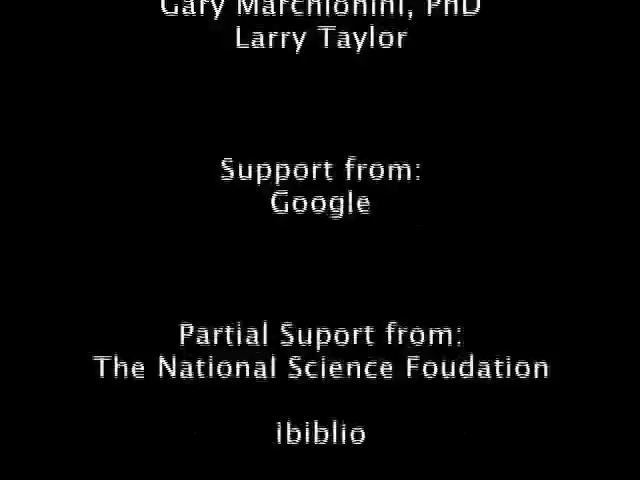 Gary Marchionini, PhD
Larry Taylor
Support from:
Google
Partial Suport from:
The National Science Foudation
ibiblio